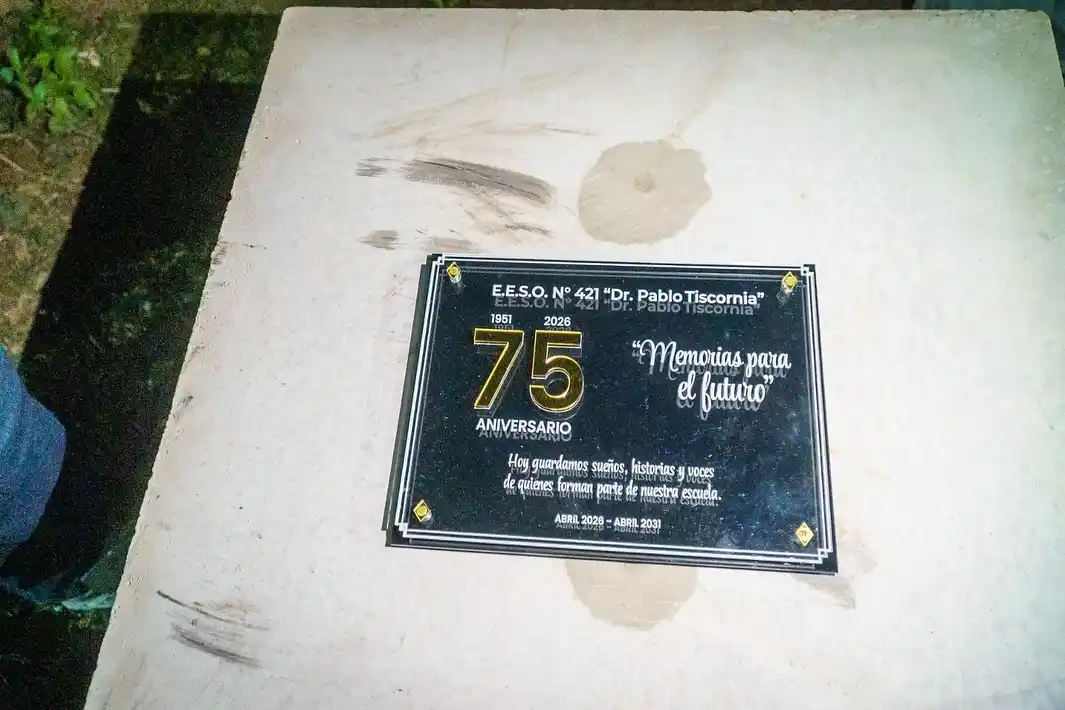 E.E.S.O. Nº 421 “Dr. Pablo Tiscornia”
1951 2026
75
ANIVERSARIO
“Memorias para
el futuro”
Hoy guardamos sueños, historias y voces
de quienes forman parte de nuestra escuela.
ABRIL 2026 - ABRIL 2031